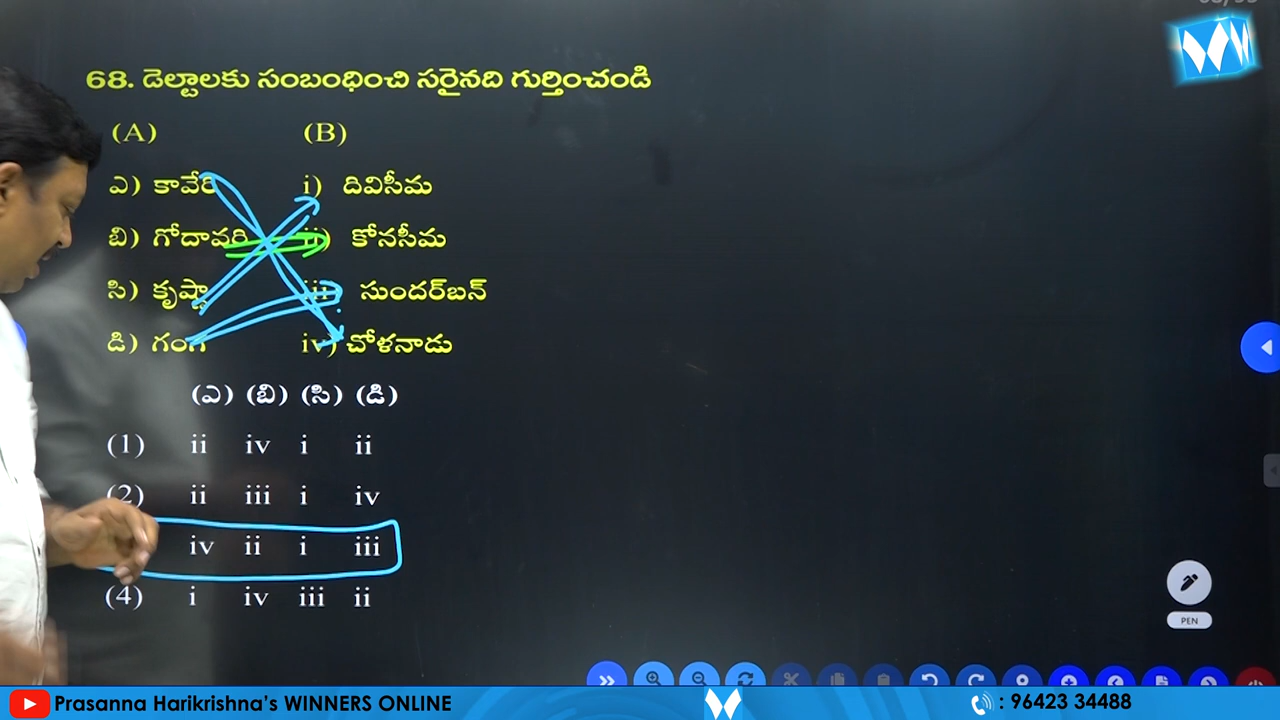 68. డెల్టాలకు సంబంధించి సరైనది గుర్తించండి
(A) (B)
ఎ) కావేరి i) దివిసీమ
బి) గోదావరి ii) కోనసీమ
సి) కృష్ణా iii) సుందర్‌బన్
డి) గంగ iv) చోళనాడు
(ఎ) (బి) (సి) (డి)
(1) ii iv i ii
(2) ii iii i iv
iv ii i iii
(4) i iv iii ii
PEN
Prasanna Harikrishna's WINNERS ONLINE : 96423 34488